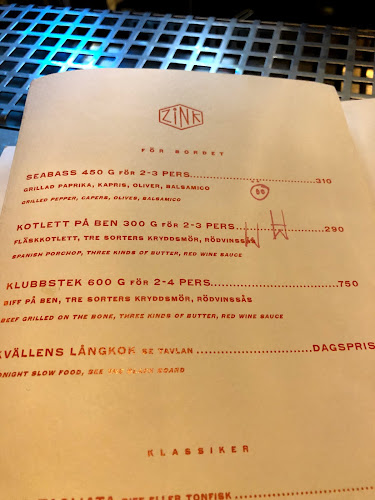 ZINK
FÖR BORDET
SEABASS 450 G FÖR 2-3 PERS..............................310
GRILLAD PAPRIKA, KAPRIS, OLIVER, BALSAMICO
GRILLED PEPPER, CAPERS, OLIVES, BALSAMICO
KOTLETT PÅ BEN 300 G FÖR 2-3 PERS....................290
FLÄSKKOTLETT, TRE SORTERS KRYDDSMÖR, RÖDVINSSÅS
SPANISH PORCHOP, THREE KINDS OF BUTTER, RED WINE SAUCE
KLUBBSTEK 600 G FÖR 2-4 PERS..............................750
BIFF PÅ BEN, TRE SORTERS KRYDDSMÖR, RÖDVINSSÅS
BEEF GRILLED ON THE BONE, THREE KINDS OF BUTTER, RED WINE SAUCE
KVÄLLENS LÅNGKOK SE TAVLAN ..........................DAGSPRIS
ONIGHT SLOW FOOD, SEE BOARD
KLASSIKER
BIFF ELLER TONFISK